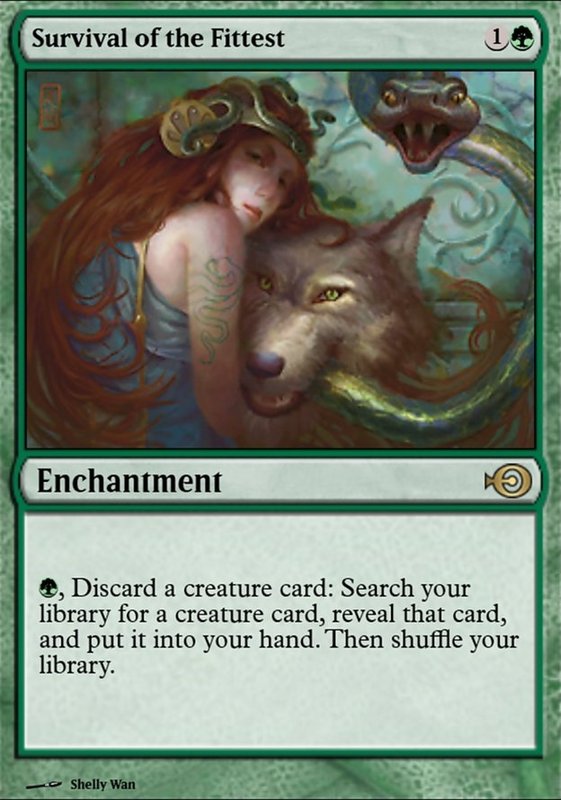 Survival of the Fittest 1
Enchantment
, Discard a creature card: Search your
library for a creature card, reveal that card,
and put it into your hand. Then shuffle your
library.
Shelly Wan